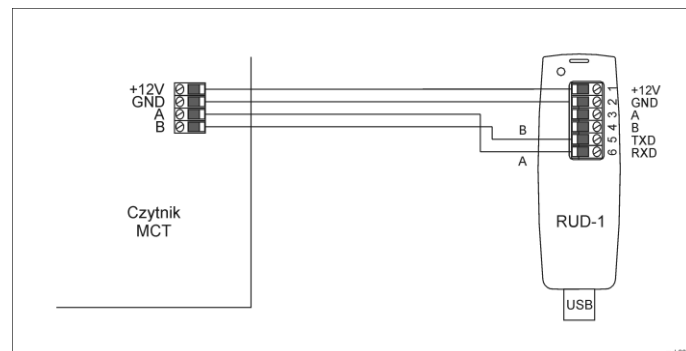 +12V
GND
A
B
Czytnik
MCT
B
A
1
2
3
4
5
6
+12V
GND
A
B
TXD
RXD
RUD-1
USB